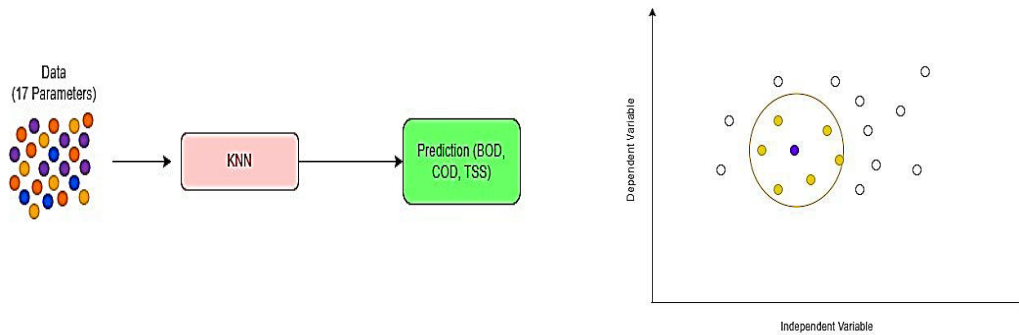 Data
(17 Parameters)
KNN
Prediction (BOD,
COD, TSS)
Dependent Variable
Independent Variable